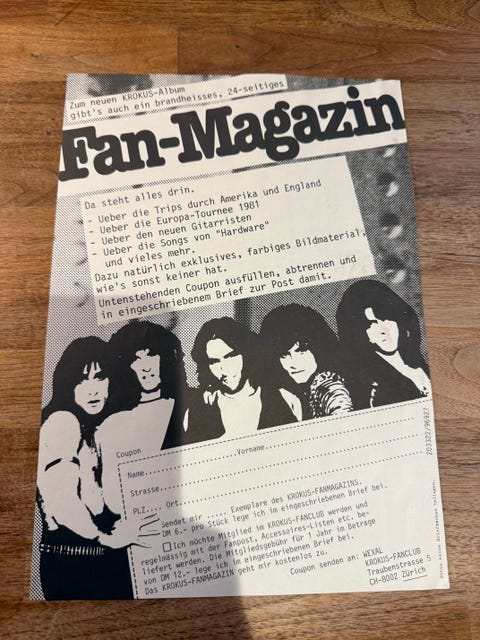 Zum neuen KROKUS-Album
gibt's auch ein brandheisses, 24-seitiges
Fan-Magazin
Da steht alles drin.
- Ueber die Trips durch Amerika und England
- Ueber die Europa-Tournee 1981
- Ueber den neuen Gitarristen
- Ueber die Songs von "Hardware"
und vieles mehr.
Dazu natürlich exklusives, farbiges Bildmaterial,
wie's sonst keiner hat.
Untenstehenden Coupon ausfüllen, abtrennen und
in eingeschriebenem Brief zur Post damit.
Coupon
Name..............Vorname..............
Strasse..............
PLZ... Ort..............
Sendet mir ...... Exemplare des KROKUS-FANMAGAZINS.
DM 6.- pro Stück lege ich im eingeschriebenen Brief bei.
Ich möchte Mitglied im KROKUS-FANCLUB werden und
regelmässig mit der Fanpost, Accessoires-Listen etc. be-
liefert werden. Die Mitgliedsgebühr für 1 Jahr im Betrage
von DM 12.- lege ich im eingeschriebenen Brief bei.
Das KROKUS-FANMAGAZIN geht mir kostenlos zu.
Coupon senden an: WEXAL
KROKUS-FANCLUB
Traubenstrasse 5
CH-8002 Zürich
203322/96927